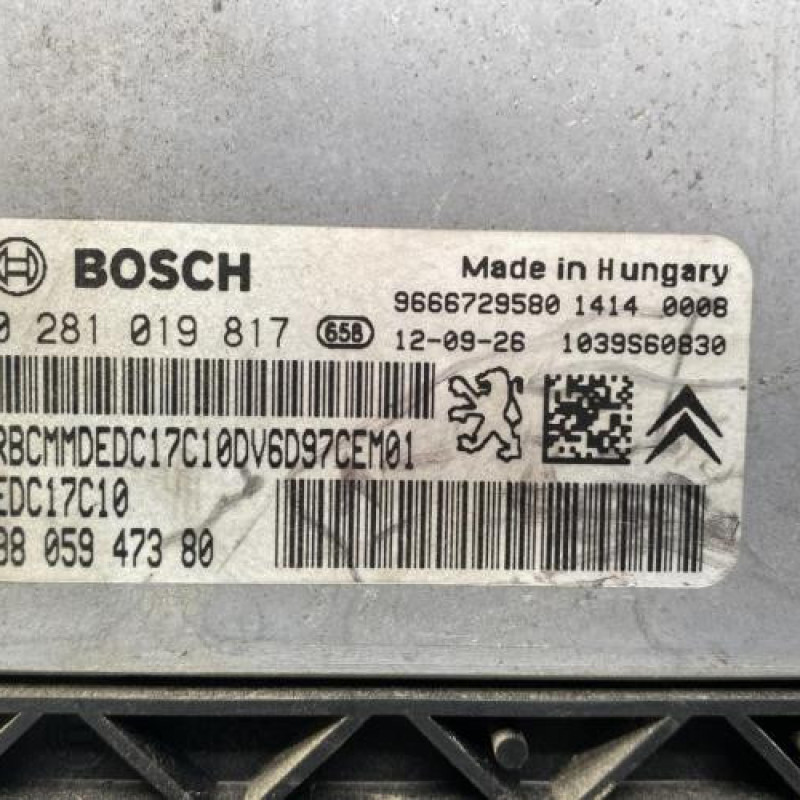 BOSCH
Made in Hungary
9666729580 1414 0008
0 281 019 817 658
12-09-26 1039S60830
RBCMMDEDC17C10DV6D97CEM01
EDC17C10
98 059 473 80